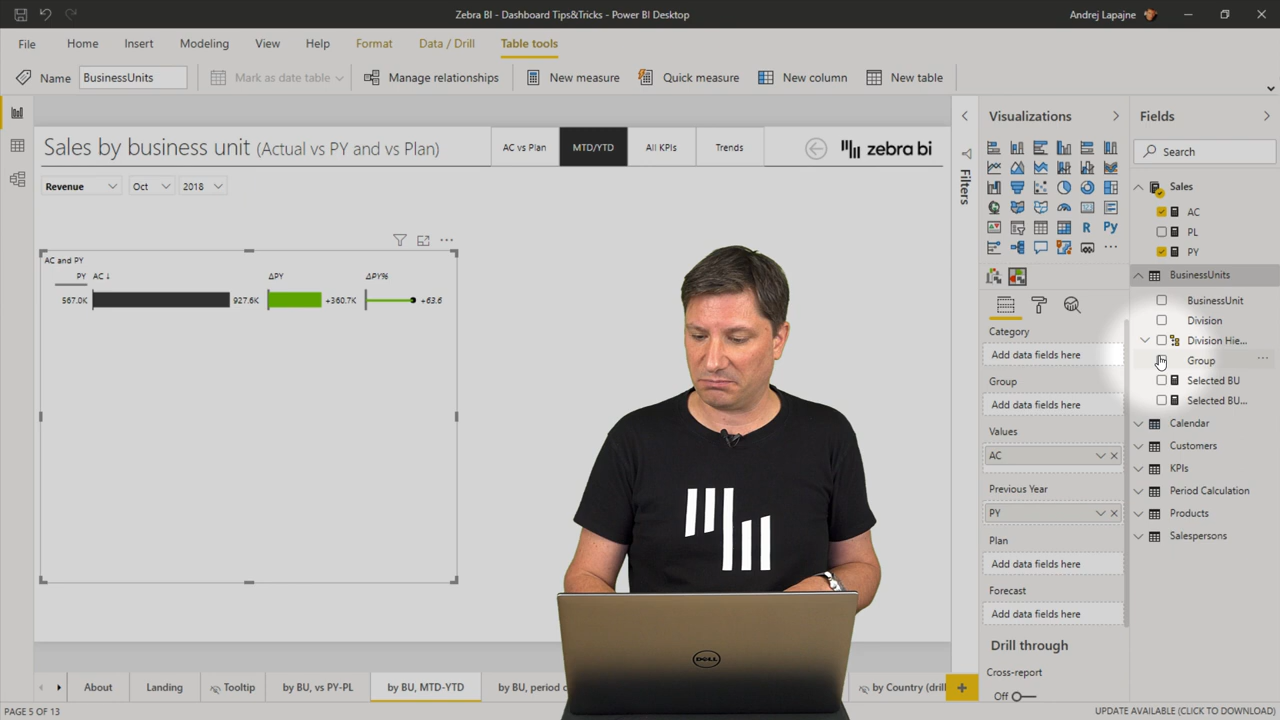 Zebra BI - Dashboard Tips&Tricks - Power BI Desktop
Andrej Lapajne
File
Home
Insert
Modeling
View
Help
Format
Data / Drill
Table tools
Name
BusinessUnits
Mark as date table
Manage relationships
New measure
Quick measure
New column
New table
Sales by business unit (Actual vs PY and vs Plan)
AC vs Plan
MTD/YTD
All KPIs
Trends
zebra bi
Revenue
Oct
2018
AC and PY
PY
AC
ΔPY
ΔPY%
567.0K
927.6K
+360.7K
+63.6
Filters
Visualizations
R
Py
Category
Add data fields here
Group
Add data fields here
Values
AC
Previous Year
PY
Plan
Add data fields here
Forecast
Add data fields here
Drill through
Cross-report
Off
Fields
Search
Sales
AC
PL
PY
BusinessUnits
BusinessUnit
Division
Division Hie...
Group
Selected BU
Selected BU...
Calendar
Customers
KPIs
Period Calculation
Products
Salespersons
DELL
About
Landing
Tooltip
by BU, vs PY-PL
by BU, MTD-YTD
by BU, period
by Country (drill
PAGE 5 OF 13
UPDATE AVAILABLE (CLICK TO DOWNLOAD)